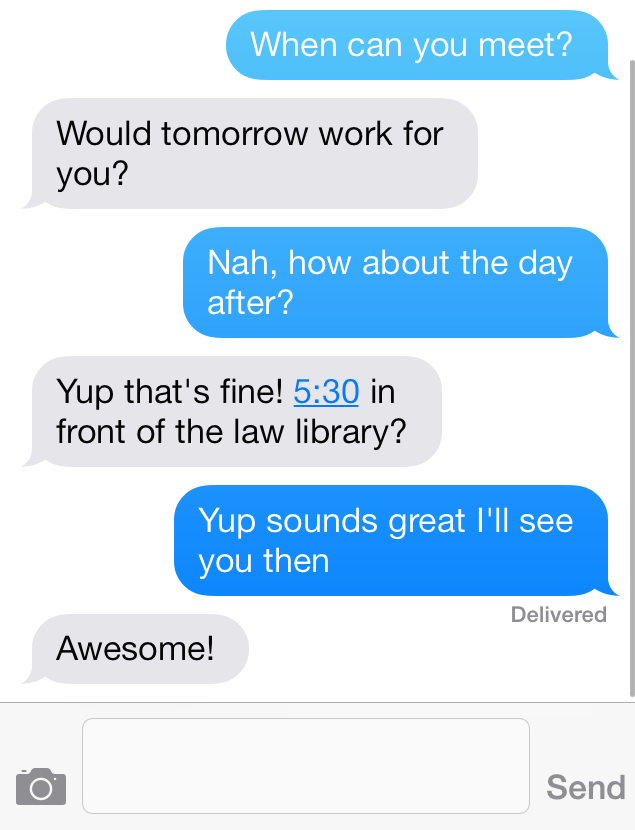 When can you meet?
Would tomorrow work for
you?
Nah, how about the day
after?
Yup that's fine! 5:30 in
front of the law library?
Yup sounds great I'll see
you then
Delivered
Awesome!
Send